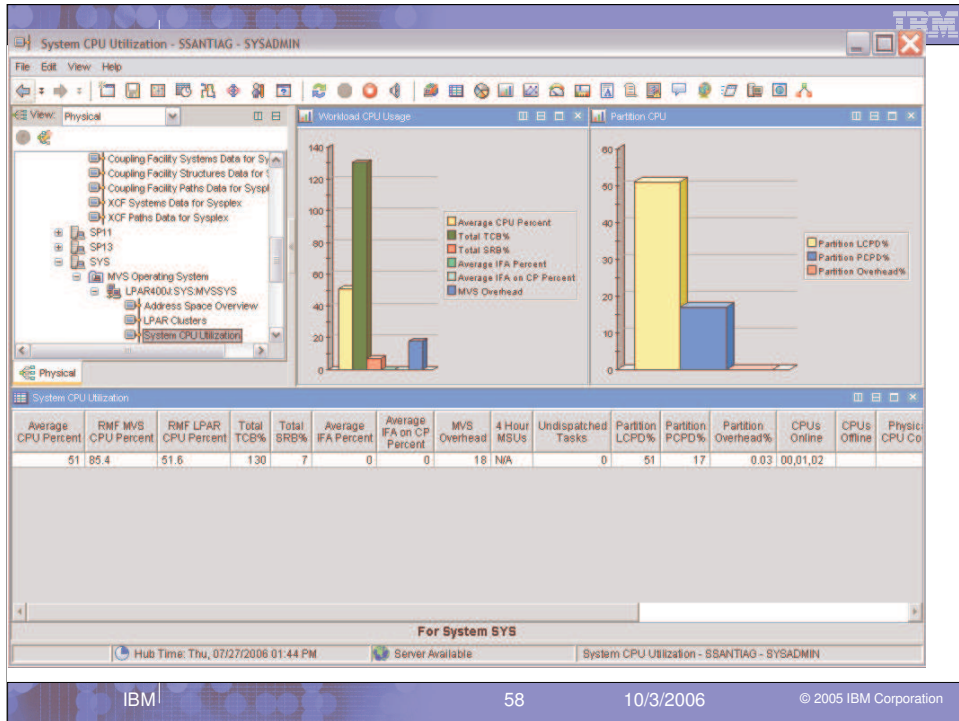 IBM
System CPU Utilization - SSANTIAG - SYSADMIN
File Edit View Help
View: Physical
Coupling Facility Systems Data for Sy
Coupling Facility Structures Data for
Coupling Facility Paths Data for Syspl
XCF Systems Data for Sysplex
XCF Paths Data for Sysplex
SP11
SP13
SYS
MVS Operating System
LPAR400J:SYS:MVSSYS
Address Space Overview
LPAR Clusters
System CPU Utilization
Physical
Workload CPU Usage
140
120
100
80
60
40
20
0
Average CPU Percent
Total TCB%
Total SRB%
Average IFA Percent
Average IFA on CP Percent
MVS Overhead
Partition CPU
60
50
40
30
20
10
0
Partition LCPD%
Partition PCPD%
Partition Overhead%
System CPU Utilization
Average CPU Percent RMF MVS CPU Percent RMF LPAR CPU Percent Total TCB% Total SRB% Average IFA Percent Average IFA on CP Percent MVS Overhead 4 Hour MSUs Undispatched Tasks Partition LCPD% Partition PCPD% Partition Overhead% CPUs Online CPUs Offline Physic CPU Co
51 85.4 51.6 130 7 0 0 18 N/A 0 51 17 0.03 00,01,02
For System SYS
Hub Time: Thu, 07/27/2006 01:44 PM Server Available System CPU Utilization - SSANTIAG - SYSADMIN
IBM 58 10/3/2006 © 2005 IBM Corporation